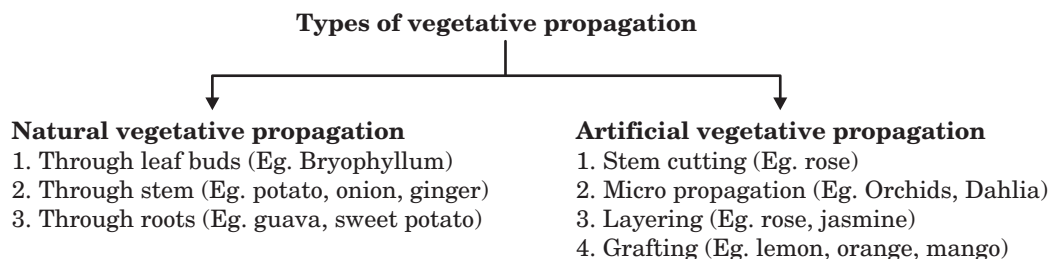 Types of vegetative propagation
Natural vegetative propagation
1. Through leaf buds (Eg. Bryophyllum)
2. Through stem (Eg. potato, onion, ginger)
3. Through roots (Eg. guava, sweet potato)
Artificial vegetative propagation
1. Stem cutting (Eg. rose)
2. Micro propagation (Eg. Orchids, Dahlia)
3. Layering (Eg. rose, jasmine)
4. Grafting (Eg. lemon, orange, mango)